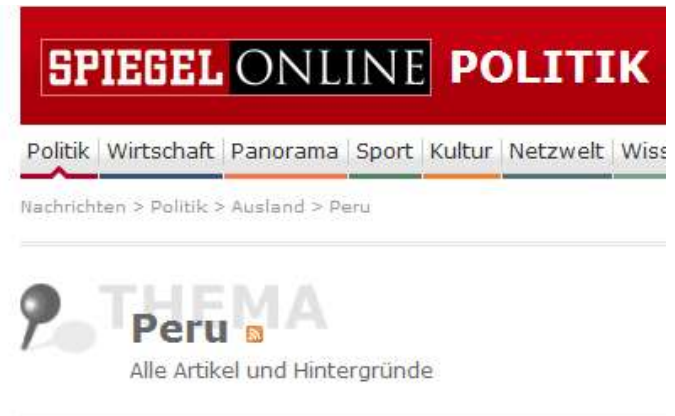 SPIEGEL ONLINE POLITIK
Politik Wirtschaft Panorama Sport Kultur Netzwelt Wiss
Nachrichten > Politik > Ausland > Peru
THEMA
Peru
Alle Artikel und Hintergründe